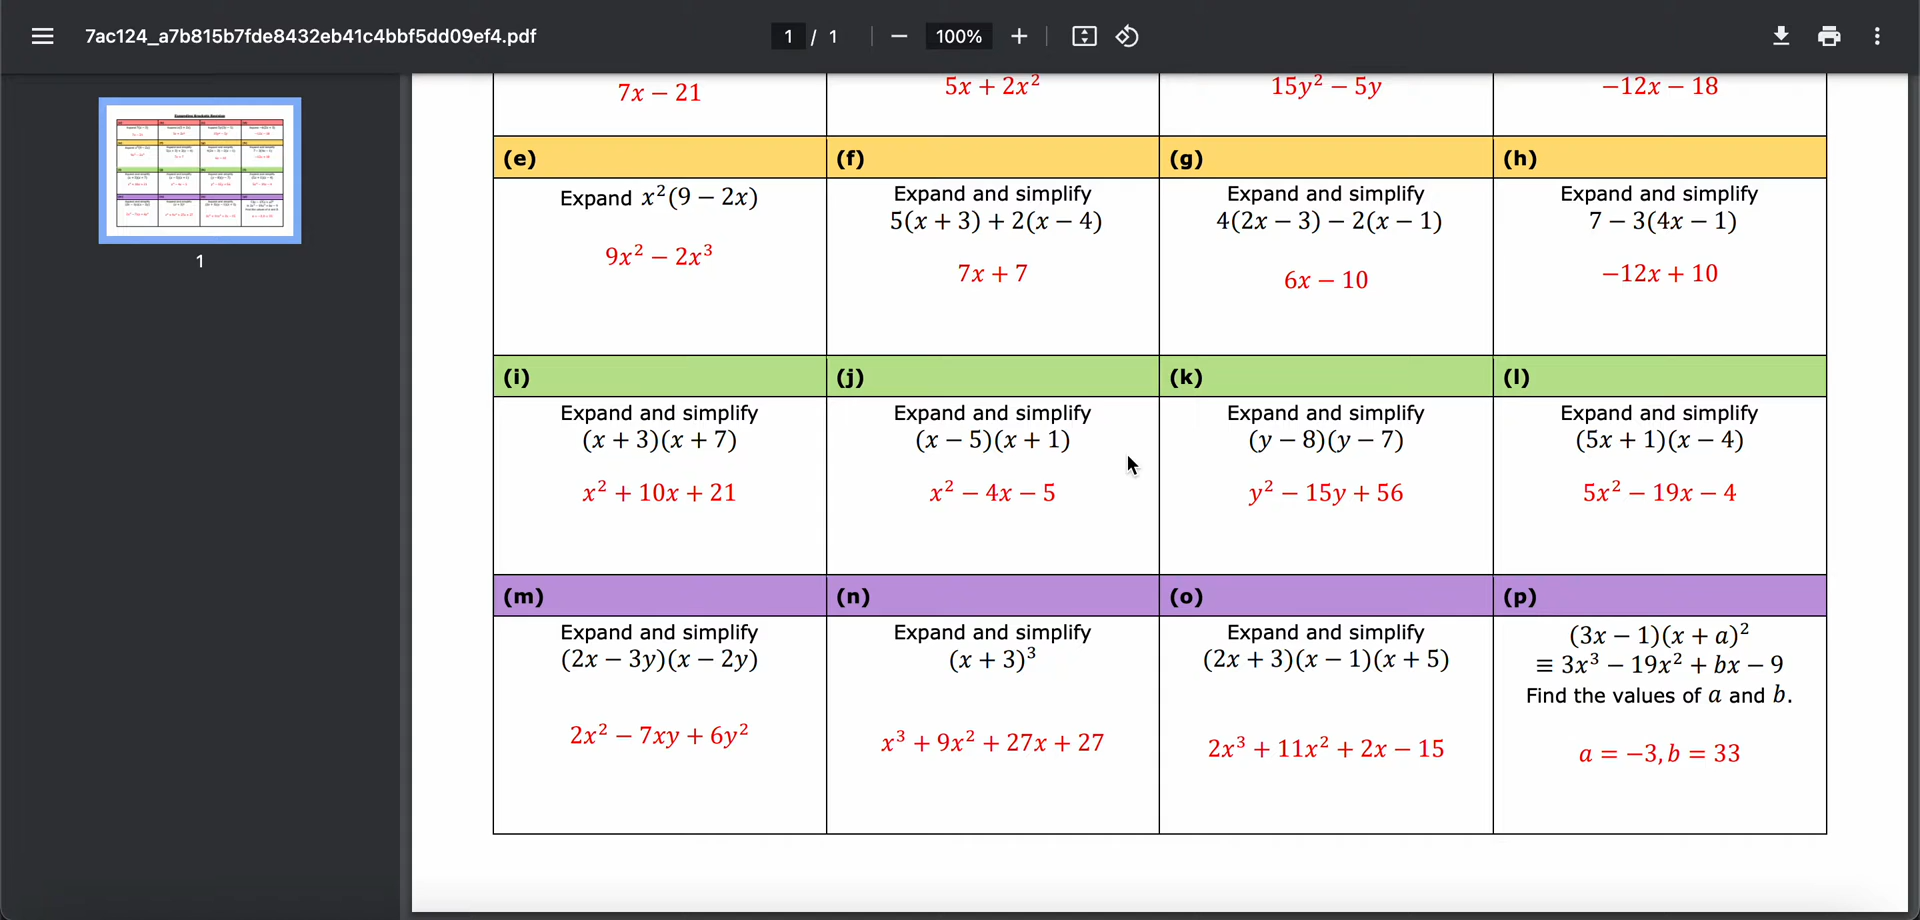 7ac124_a7b815b7fde8432eb41c4bbf5dd09ef4.pdf
1 / 1
100%
1
7x − 21
5x + 2x²
15y² − 5y
−12x − 18
(e)
(f)
(g)
(h)
Expand x²(9 − 2x)
9x² − 2x³
Expand and simplify
5(x + 3) + 2(x − 4)
7x + 7
Expand and simplify
4(2x − 3) − 2(x − 1)
6x − 10
Expand and simplify
7 − 3(4x − 1)
−12x + 10
(i)
(j)
(k)
(l)
Expand and simplify
(x + 3)(x + 7)
x² + 10x + 21
Expand and simplify
(x − 5)(x + 1)
x² − 4x − 5
Expand and simplify
(y − 8)(y − 7)
y² − 15y + 56
Expand and simplify
(5x + 1)(x − 4)
5x² − 19x − 4
(m)
(n)
(o)
(p)
Expand and simplify
(2x − 3y)(x − 2y)
2x² − 7xy + 6y²
Expand and simplify
(x + 3)³
x³ + 9x² + 27x + 27
Expand and simplify
(2x + 3)(x − 1)(x + 5)
2x³ + 11x² + 2x − 15
(3x − 1)(x + a)²
≡ 3x³ − 19x² + bx − 9
Find the values of a and b.
a = −3, b = 33